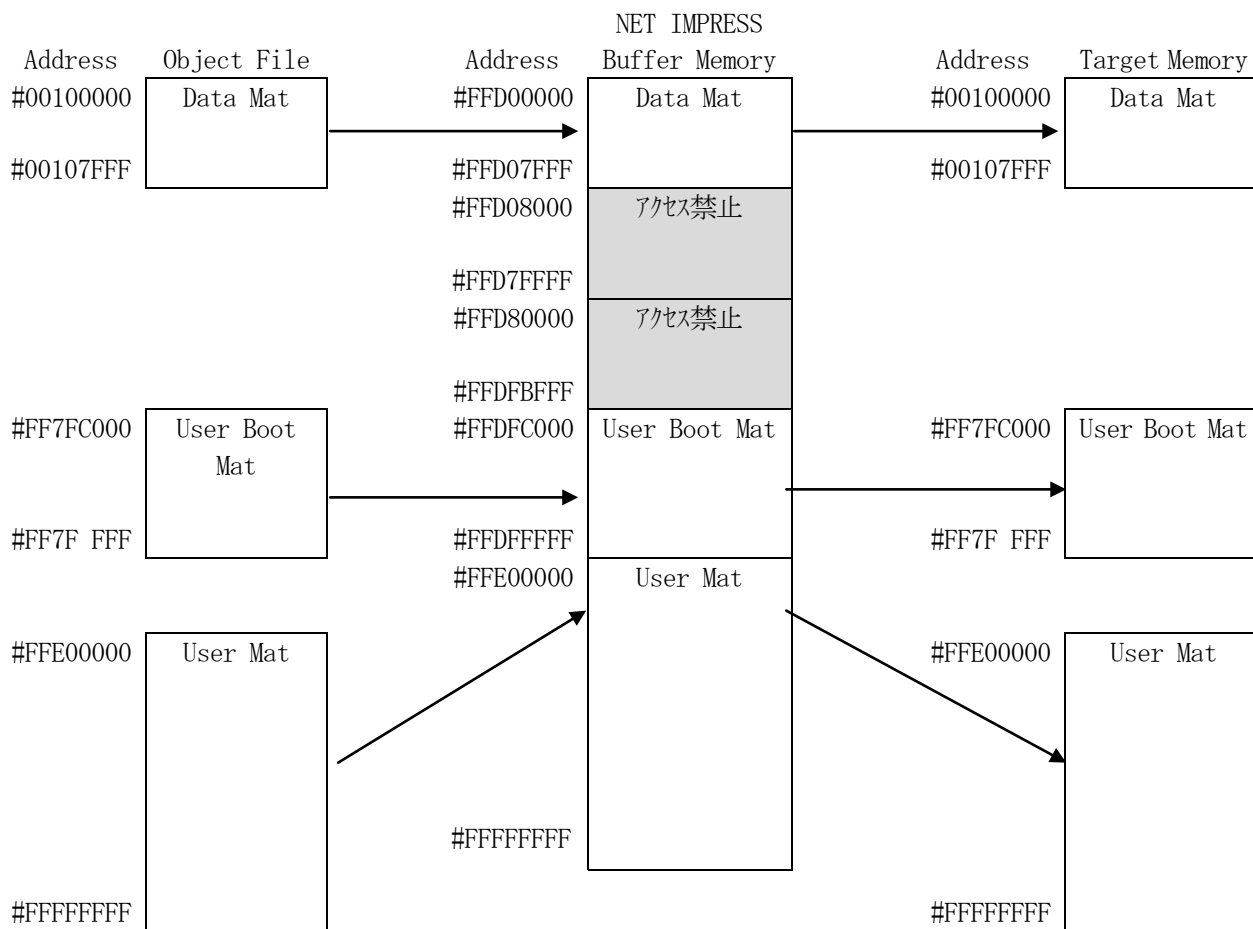 NET IMPRESS
Address Object File Address Buffer Memory Address Target Memory
#00100000 Data Mat #FFD00000 Data Mat #00100000 Data Mat
#00107FFF #FFD07FFF #00107FFF
#FFD08000 アクセス禁止
#FFD7FFFF
#FFD80000 アクセス禁止
#FFDFBFFF
#FF7FC000 User Boot #FFDFC000 User Boot Mat #FF7FC000 User Boot Mat
Mat
#FF7F FFF #FFDFFFFF #FF7F FFF
#FFE00000 User Mat
#FFE00000 User Mat #FFE00000 User Mat
#FFFFFFFF
#FFFFFFFF #FFFFFFFF